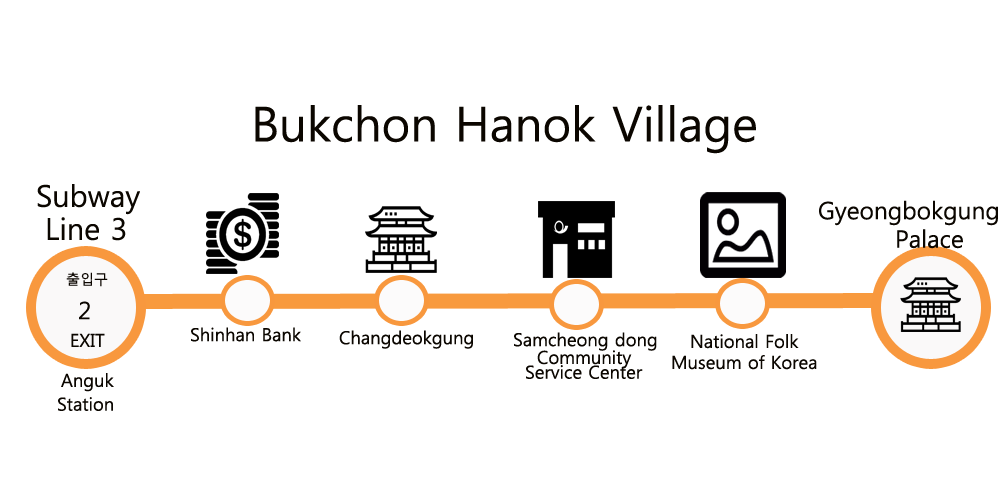 Bukchon Hanok Village
Subway
Line 3
출입구
2
EXIT
Anguk
Station
$
Shinhan Bank
Changdeokgung
Samcheong dong
Community
Service Center
National Folk
Museum of Korea
Gyeongbokgung
Palace